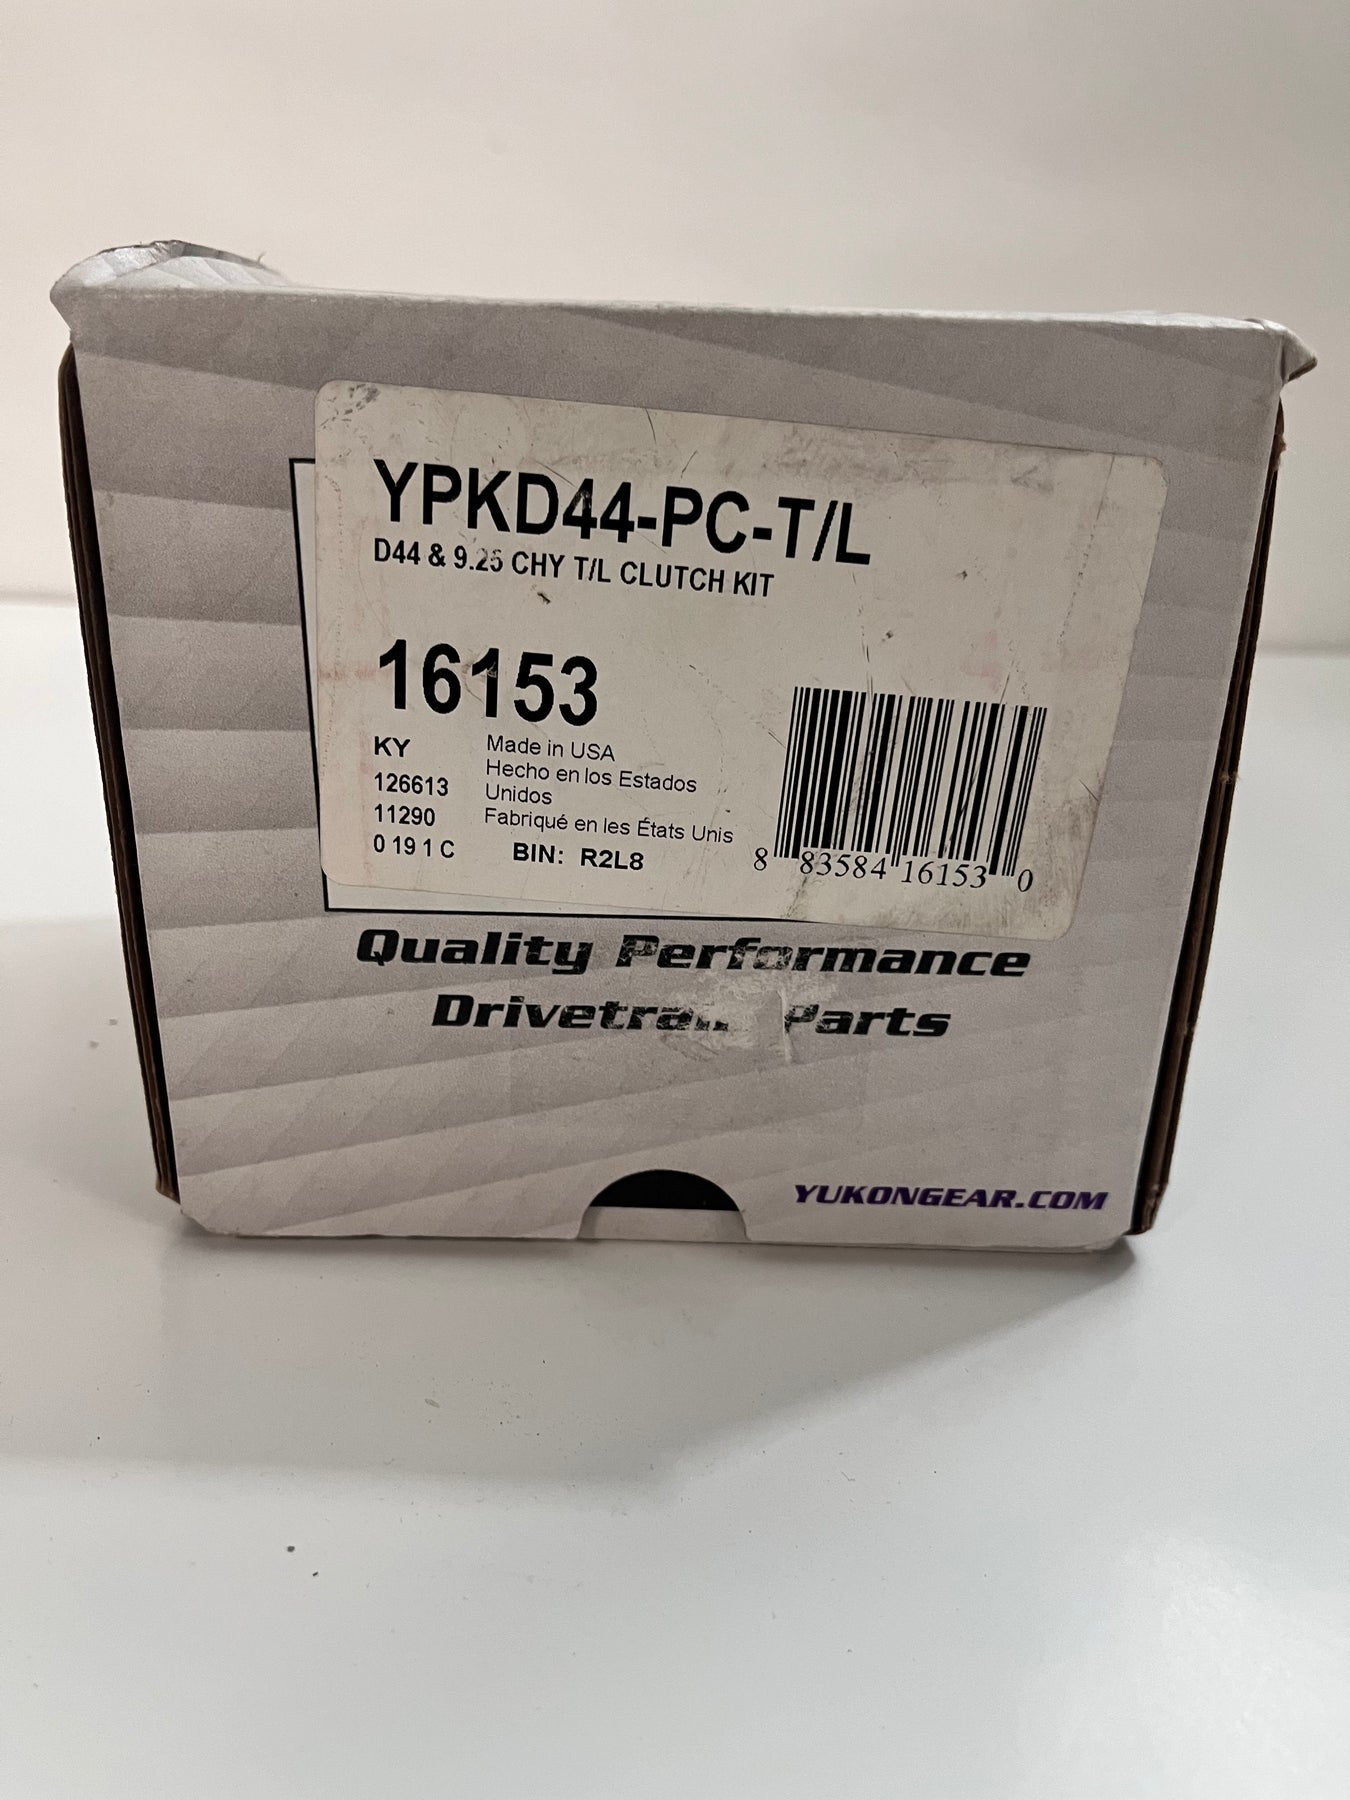 YPKD44-PC-T/L
D44 & 9.25 CHY T/L CLUTCH KIT
16153
KY
126613
11290
0 19 1 C
Made in USA
Hecho en los Estados
Unidos
Fabriqué en les États Unis
BIN: R2L8
8 83584 16153 0
Quality Performance
Drivetrain Parts
YUKONGEAR.COM